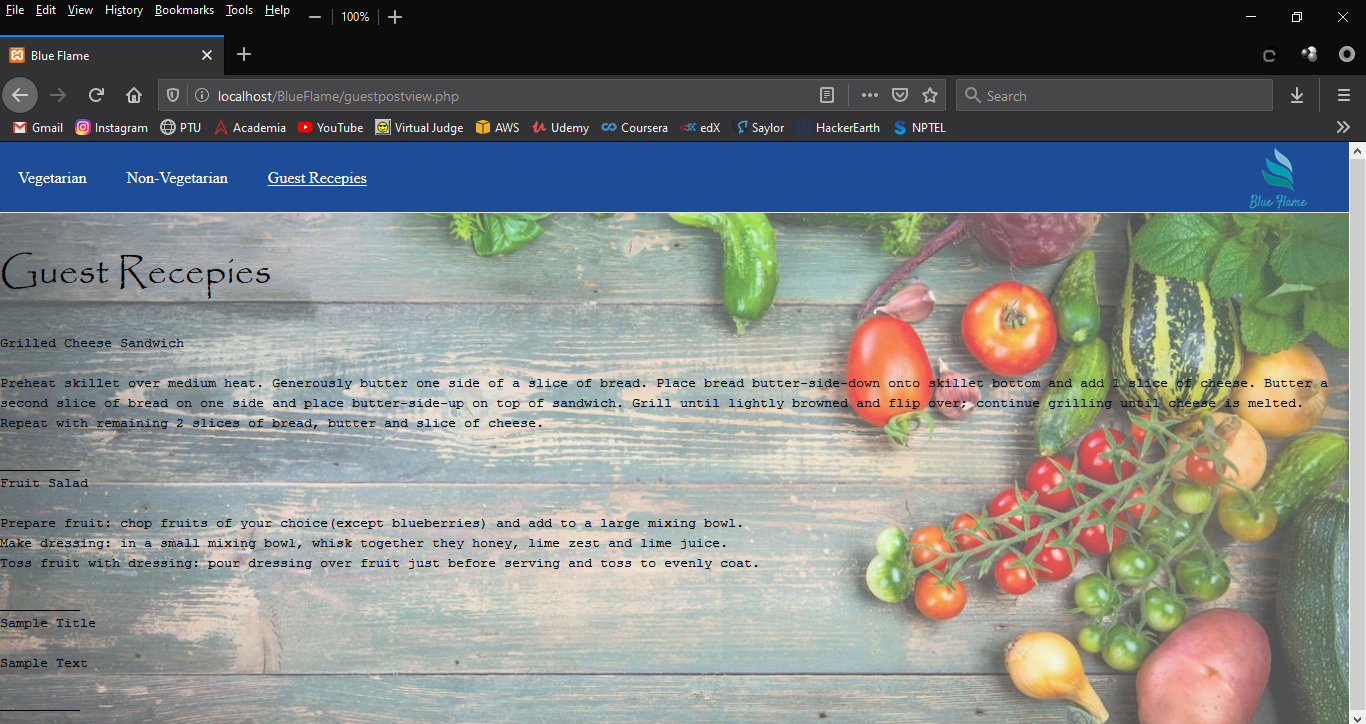 File Edit View History Bookmarks Tools Help 100%
Blue Flame
localhost/BlueFlame/guestpostview.php
Search
Gmail Instagram PTU Academia YouTube Virtual Judge AWS Udemy Coursera edX Saylor HackerEarth NPTEL
Vegetarian Non-Vegetarian Guest Recepies
Blue Flame
Guest Recepies
Grilled Cheese Sandwich
Preheat skillet over medium heat. Generously butter one side of a slice of bread. Place bread butter-side-down onto skillet bottom and add 1 slice of cheese. Butter a
second slice of bread on one side and place butter-side-up on top of sandwich. Grill until lightly browned and flip over; continue grilling until cheese is melted.
Repeat with remaining 2 slices of bread, butter and slice of cheese.
__________
Fruit Salad
Prepare fruit: chop fruits of your choice(except blueberries) and add to a large mixing bowl.
Make dressing: in a small mixing bowl, whisk together they honey, lime zest and lime juice.
Toss fruit with dressing: pour dressing over fruit just before serving and toss to evenly coat.
__________
Sample Title
Sample Text
__________